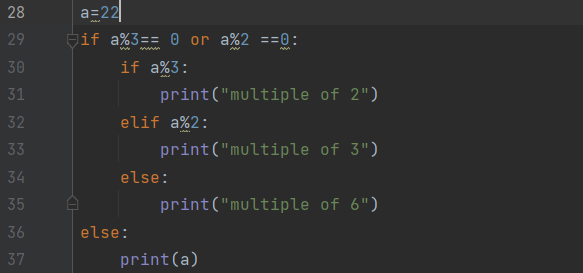 28 a=22
29 if a%3== 0 or a%2 ==0:
30 if a%3:
31 print("multiple of 2")
32 elif a%2:
33 print("multiple of 3")
34 else:
35 print("multiple of 6")
36 else:
37 print(a)